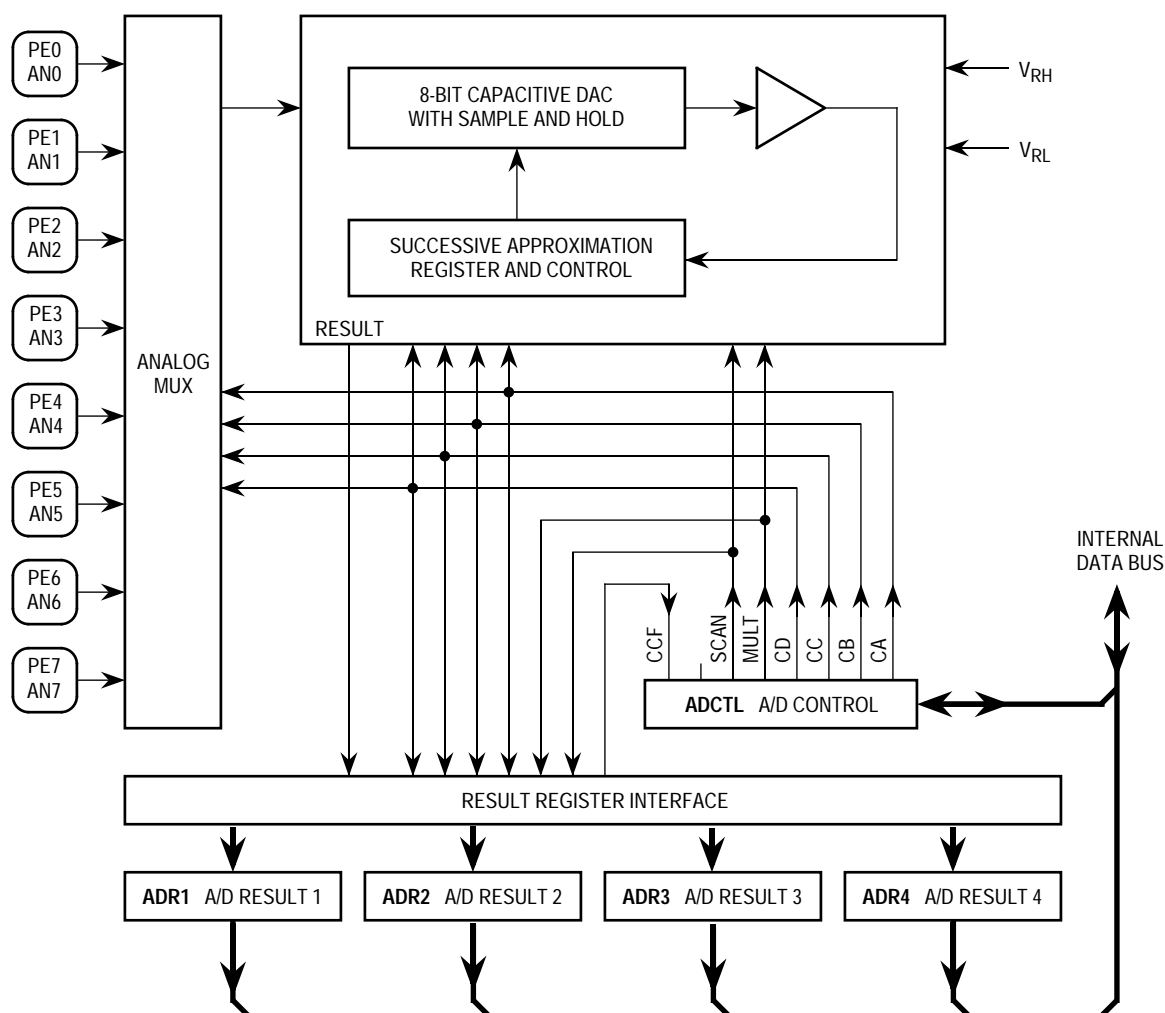 PE0
AN0
PE1
AN1
PE2
AN2
PE3
AN3
PE4
AN4
PE5
AN5
PE6
AN6
PE7
AN7
ANALOG
MUX
8-BIT CAPACITIVE DAC
WITH SAMPLE AND HOLD
SUCCESSIVE APPROXIMATION
REGISTER AND CONTROL
RESULT
VRH
VRL
INTERNAL
DATA BUS
CCF
SCAN
MULT
CD
CC
CB
CA
ADCTL A/D CONTROL
RESULT REGISTER INTERFACE
ADR1 A/D RESULT 1
ADR2 A/D RESULT 2
ADR3 A/D RESULT 3
ADR4 A/D RESULT 4